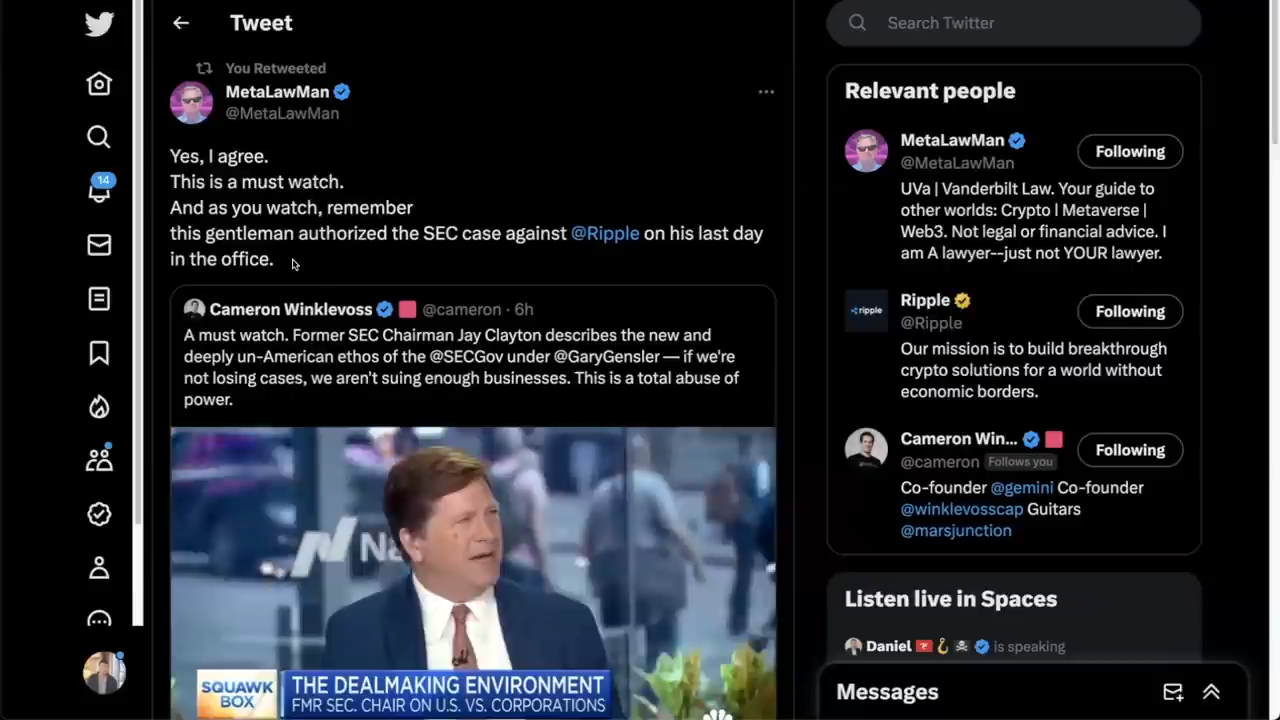 Tweet
You Retweeted
MetaLawMan
@MetaLawMan
Yes, I agree.
This is a must watch.
And as you watch, remember
this gentleman authorized the SEC case against @Ripple on his last day
in the office.
Cameron Winklevoss @cameron · 6h
A must watch. Former SEC Chairman Jay Clayton describes the new and
deeply un-American ethos of the @SECGov under @GaryGensler — if we're
not losing cases, we aren't suing enough businesses. This is a total abuse of
power.
Na
SQUAWK
BOX
THE DEALMAKING ENVIRONMENT
FMR SEC. CHAIR ON U.S. VS. CORPORATIONS
14
Search Twitter
Relevant people
MetaLawMan
@MetaLawMan
Following
UVa | Vanderbilt Law. Your guide to
other worlds: Crypto | Metaverse |
Web3. Not legal or financial advice. I
am A lawyer--just not YOUR lawyer.
ripple
Ripple
@Ripple
Following
Our mission is to build breakthrough
crypto solutions for a world without
economic borders.
Cameron Win...
@cameron Follows you
Following
Co-founder @gemini Co-founder
@winklevosscap Guitars
@marsjunction
Listen live in Spaces
Daniel is speaking
Messages